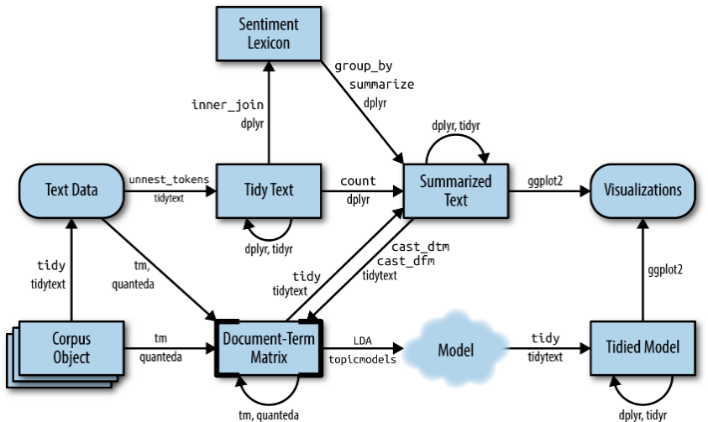 Sentiment
Lexicon
group_by
summarize
dplyr
inner_join
dplyr
dplyr, tidyr
Text Data
unnest_tokens
tidytext
Tidy Text
count
dplyr
Summarized
Text
ggplot2
Visualizations
dplyr, tidyr
tidy
tidytext
tm,
quanteda
tidy
tidytext
cast_dtm
cast_dfm
tidytext
ggplot2
Corpus
Object
tm
quanteda
Document-Term
Matrix
LDA
topicmodels
Model
tidy
tidytext
Tidied Model
tm, quanteda
dplyr, tidyr